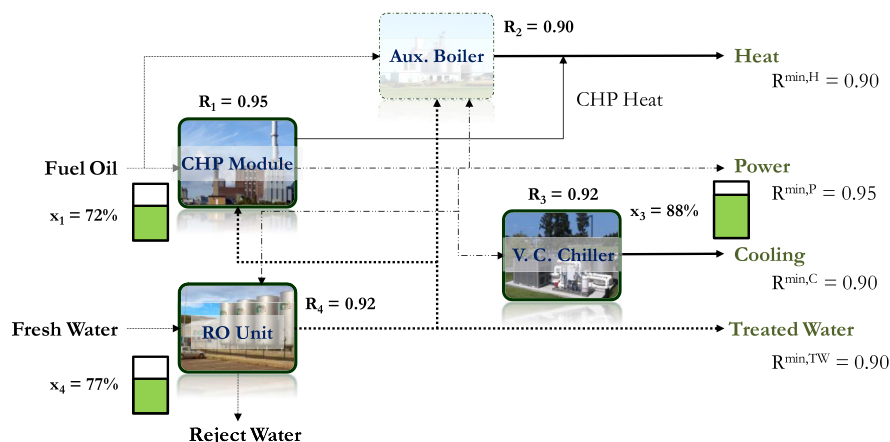 R₂ = 0.90
Aux. Boiler
Heat
R^min,H = 0.90
CHP Heat
R₁ = 0.95
CHP Module
Fuel Oil
Power
R^min,P = 0.95
x₁ = 72%
R₃ = 0.92
x₃ = 88%
V. C. Chiller
Cooling
R^min,C = 0.90
R₄ = 0.92
Fresh Water
RO Unit
Treated Water
R^min,TW = 0.90
x₄ = 77%
Reject Water